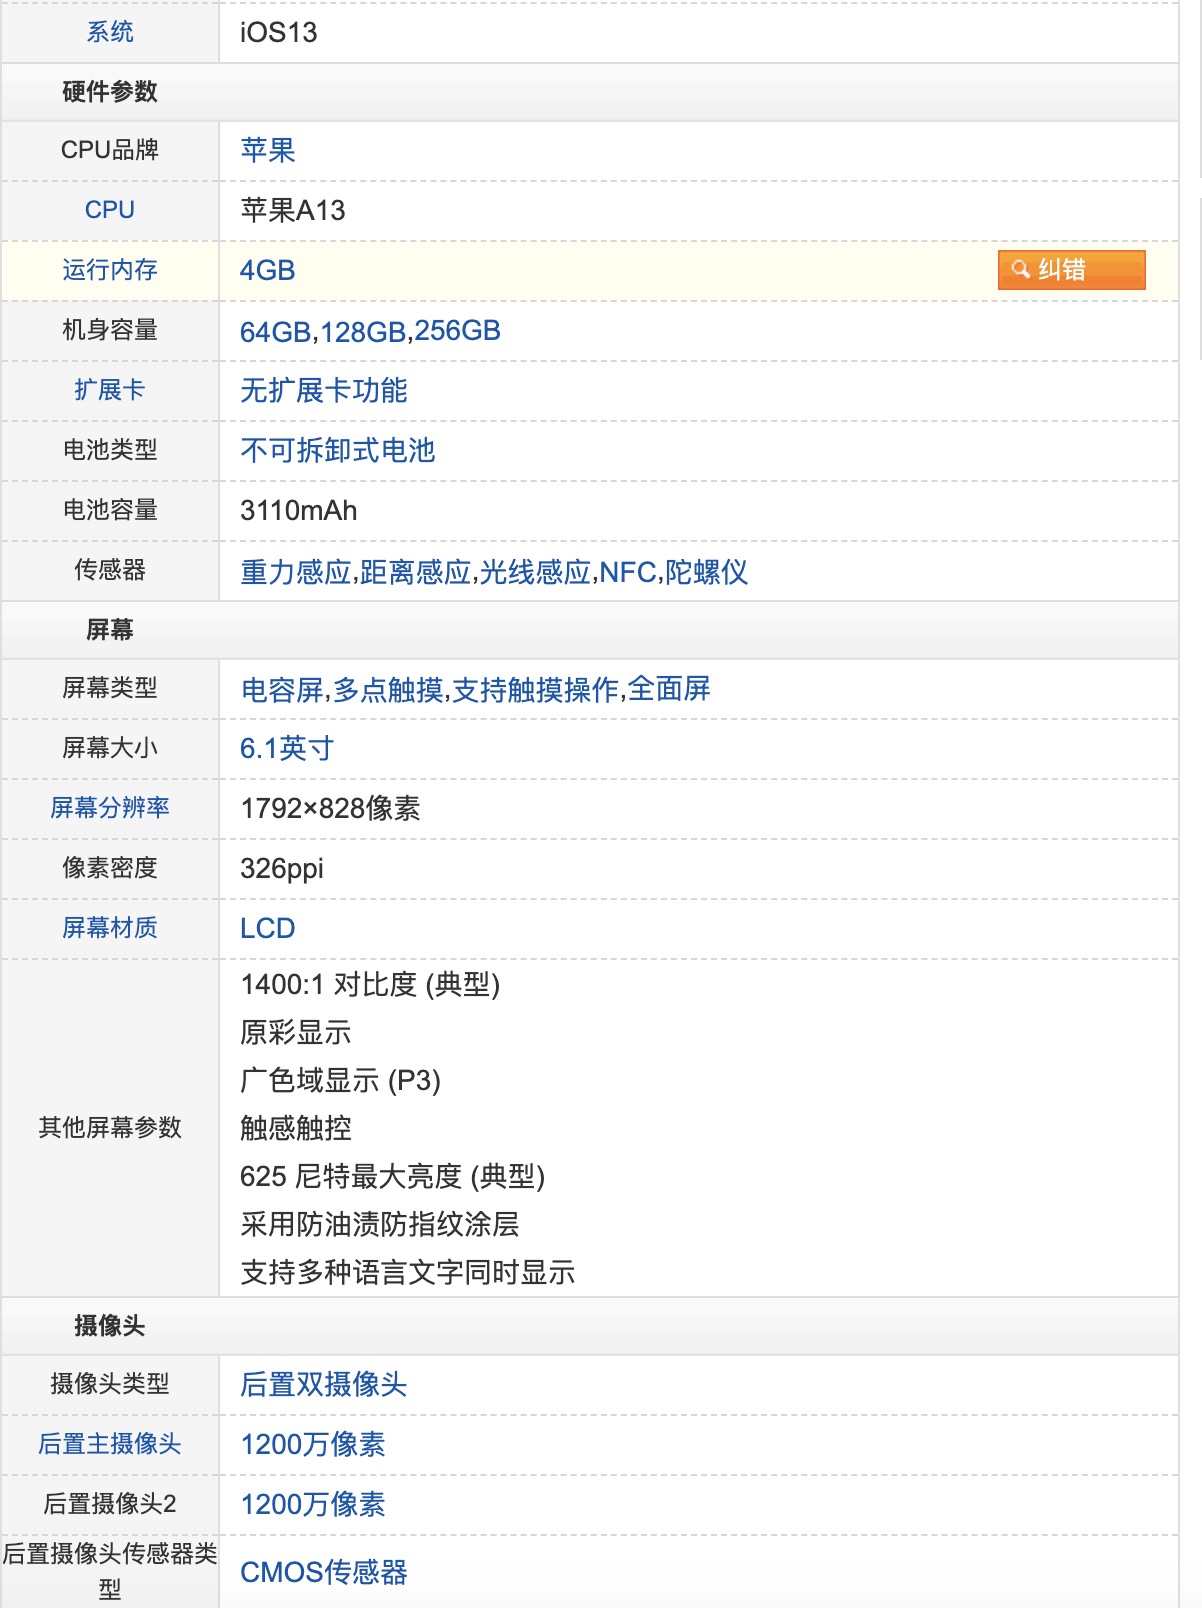 系统 iOS13
硬件参数
CPU品牌 苹果
CPU 苹果A13
运行内存 4GB 纠错
机身容量 64GB,128GB,256GB
扩展卡 无扩展卡功能
电池类型 不可拆卸式电池
电池容量 3110mAh
传感器 重力感应,距离感应,光线感应,NFC,陀螺仪
屏幕
屏幕类型 电容屏,多点触摸,支持触摸操作,全面屏
屏幕大小 6.1英寸
屏幕分辨率 1792×828像素
像素密度 326ppi
屏幕材质 LCD
其他屏幕参数
1400:1 对比度 (典型)
原彩显示
广色域显示 (P3)
触感触控
625 尼特最大亮度 (典型)
采用防油渍防指纹涂层
支持多种语言文字同时显示
摄像头
摄像头类型 后置双摄像头
后置主摄像头 1200万像素
后置摄像头2 1200万像素
后置摄像头传感器类
型
CMOS传感器